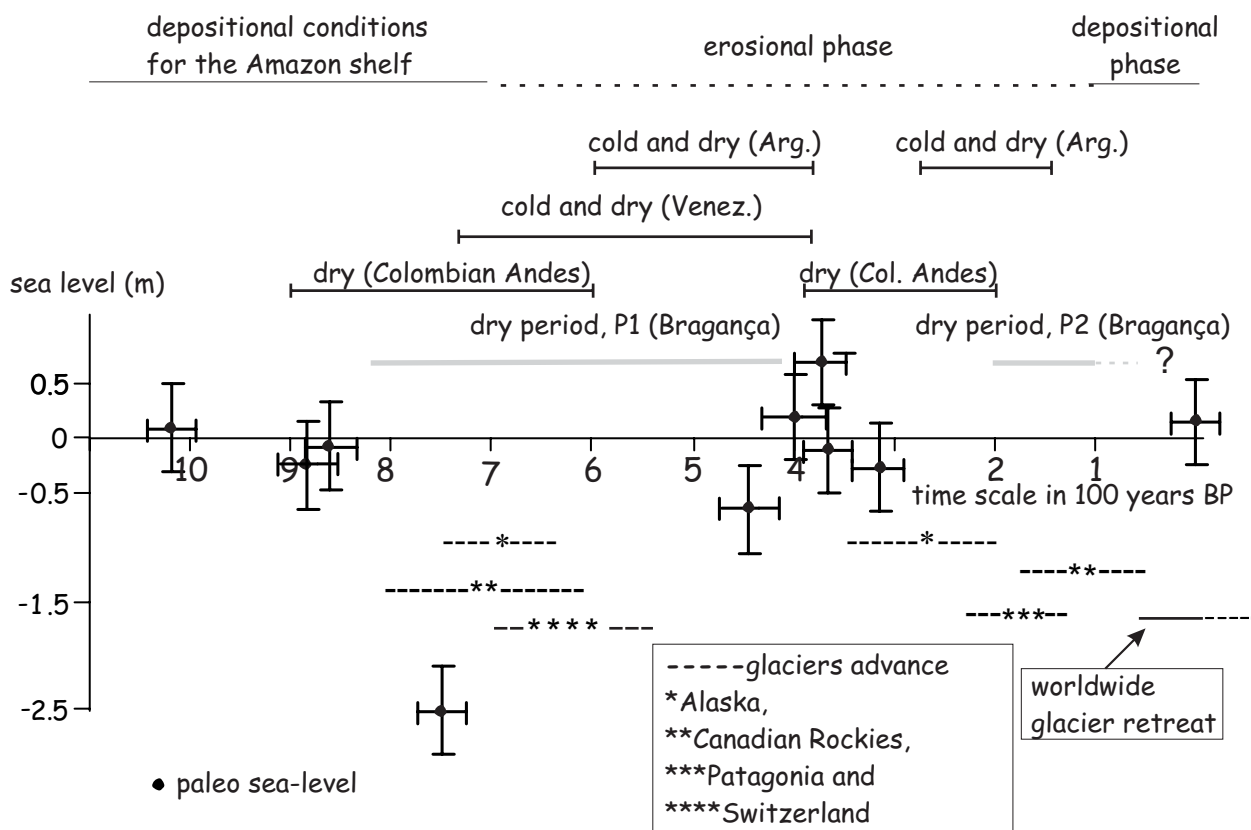 depositional conditions
for the Amazon shelf
erosional phase
depositional
phase
cold and dry (Arg.)
cold and dry (Arg.)
cold and dry (Venez.)
sea level (m)
dry (Colombian Andes)
dry (Col. Andes)
dry period, P1 (Bragança)
dry period, P2 (Bragança)
?
0.5
0
-0.5
-1.5
-2.5
10
9
8
7
6
5
4
2
1
time scale in 100 years BP
*
*
**
**
****
***
-----glaciers advance
*Alaska,
**Canadian Rockies,
***Patagonia and
****Switzerland
worldwide
glacier retreat
• paleo sea-level